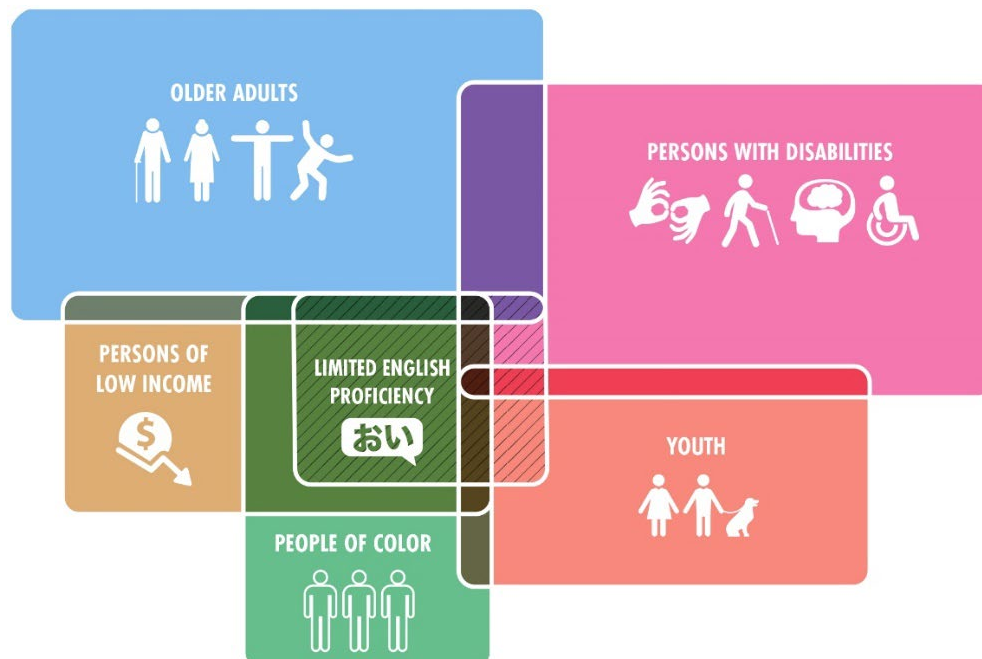 OLDER ADULTS
PERSONS WITH DISABILITIES
PERSONS OF
LOW INCOME
$
LIMITED ENGLISH
PROFICIENCY
おい
YOUTH
PEOPLE OF COLOR